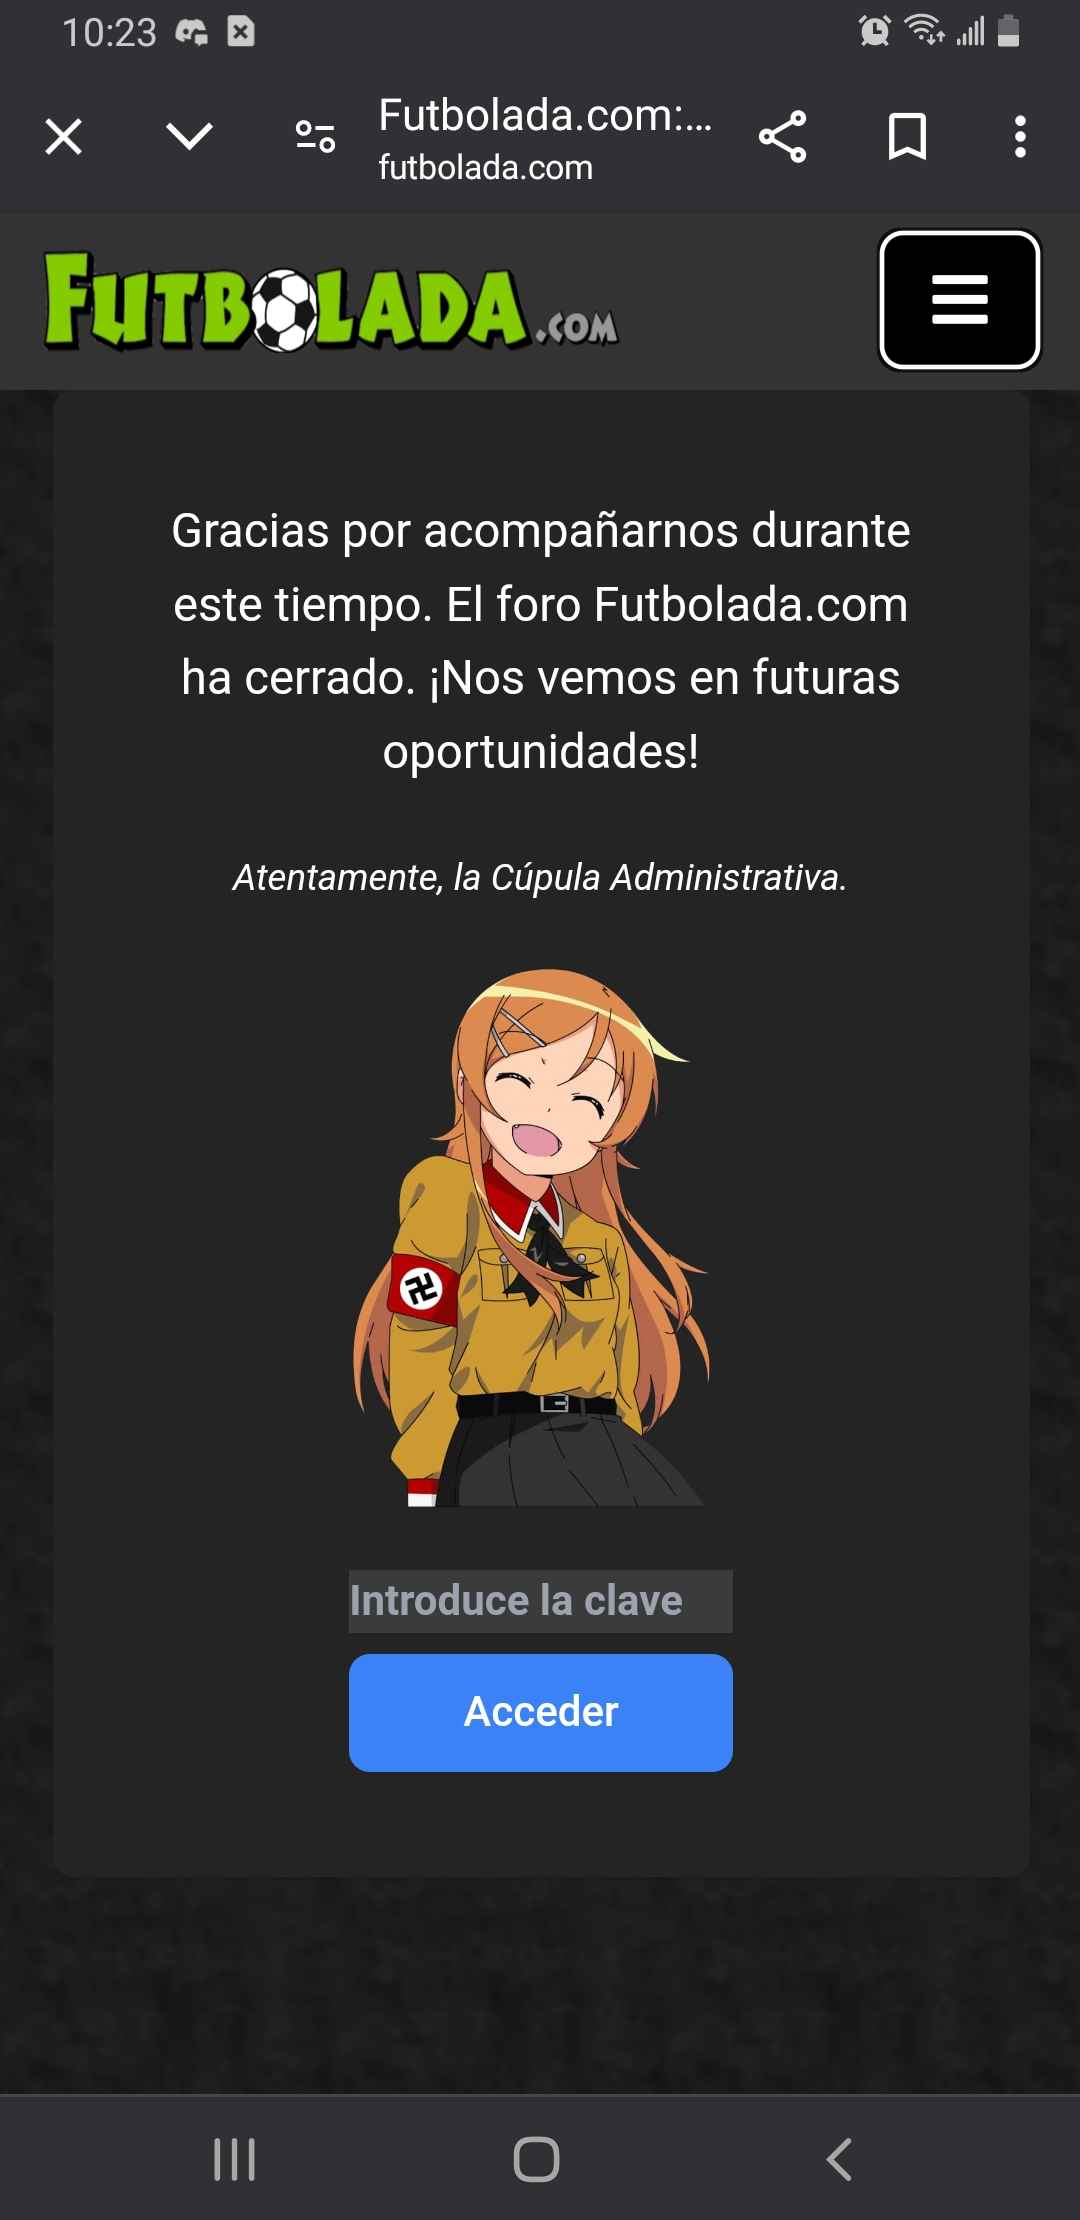 10:23
Futbolada.com:...
futbolada.com
FUTBOLADA.COM
Gracias por acompañarnos durante
este tiempo. El foro Futbolada.com
ha cerrado. ¡Nos vemos en futuras
oportunidades!
Atentamente, la Cúpula Administrativa.
Introduce la clave
Acceder